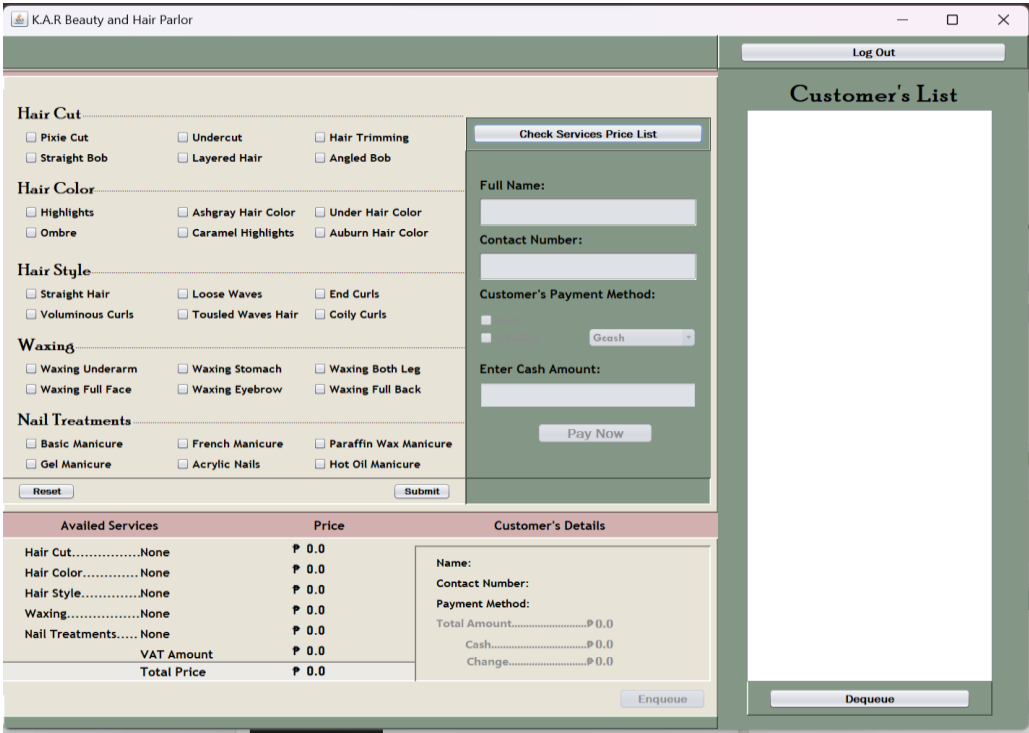 K.A.R Beauty and Hair Parlor
Log Out
Customer's List
Hair Cut
Pixie Cut Undercut Hair Trimming
Straight Bob Layered Hair Angled Bob
Hair Color
Highlights Ashgray Hair Color Under Hair Color
Ombre Caramel Highlights Auburn Hair Color
Hair Style
Straight Hair Loose Waves End Curls
Voluminous Curls Tousled Waves Hair Coily Curls
Waxing
Waxing Underarm Waxing Stomach Waxing Both Leg
Waxing Full Face Waxing Eyebrow Waxing Full Back
Nail Treatments
Basic Manicure French Manicure Paraffin Wax Manicure
Gel Manicure Acrylic Nails Hot Oil Manicure
Reset Submit
Check Services Price List
Full Name:
Contact Number:
Customer's Payment Method:
Gcash
Enter Cash Amount:
Pay Now
Availed Services Price Customer's Details
Hair Cut...............None ₱ 0.0
Hair Color............None ₱ 0.0
Hair Style.............None ₱ 0.0
Waxing.................None ₱ 0.0
Nail Treatments..... None ₱ 0.0
VAT Amount ₱ 0.0
Total Price ₱ 0.0
Name:
Contact Number:
Payment Method:
Total Amount.......................₱0.0
Cash.............................₱0.0
Change........................₱0.0
Enqueue
Dequeue